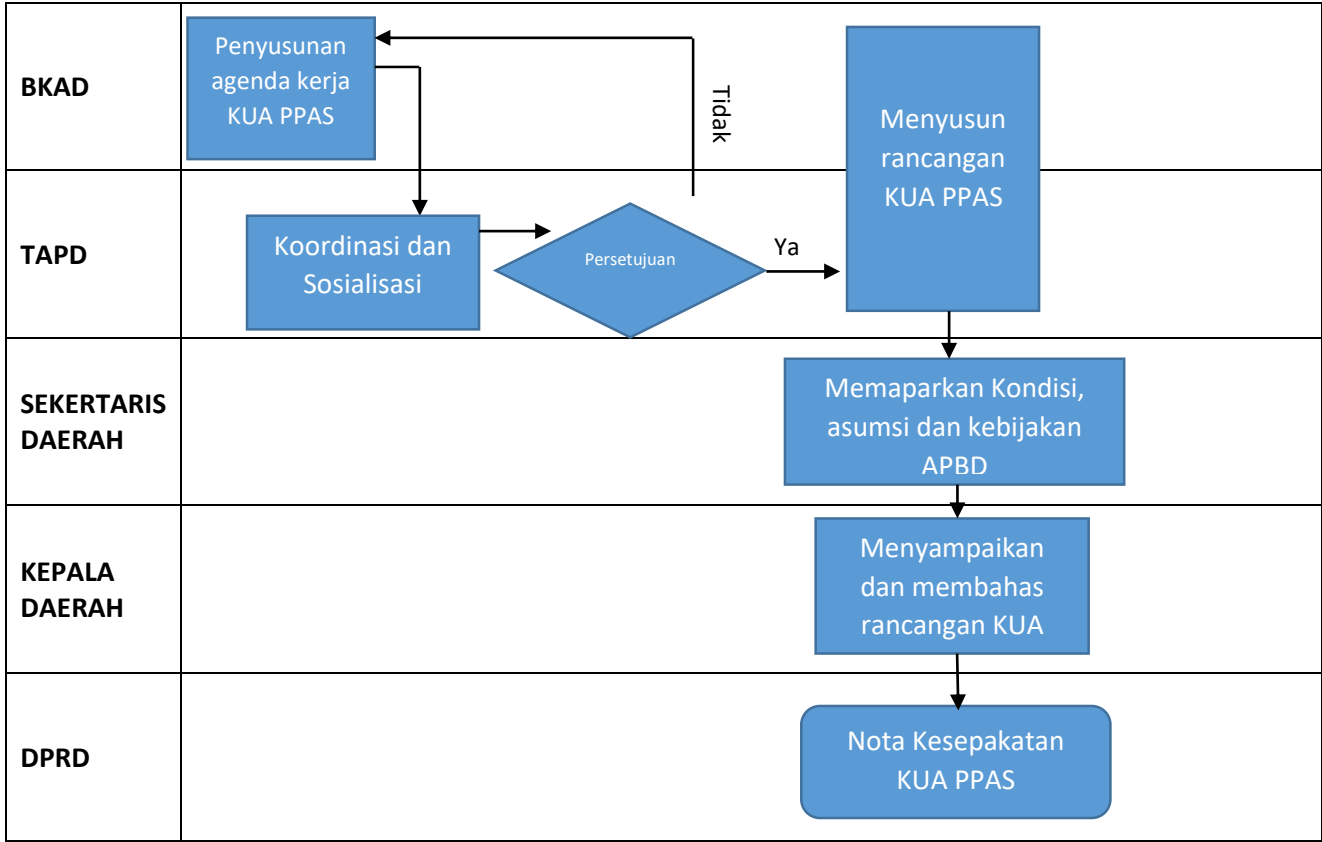 BKAD
Penyusunan
agenda kerja
KUA PPAS
Tidak
Menyusun
rancangan
KUA PPAS
TAPD
Koordinasi dan
Sosialisasi
Persetujuan
Ya
SEKERTARIS
DAERAH
Memaparkan Kondisi,
asumsi dan kebijakan
APBD
KEPALA
DAERAH
Menyampaikan
dan membahas
rancangan KUA
DPRD
Nota Kesepakatan
KUA PPAS